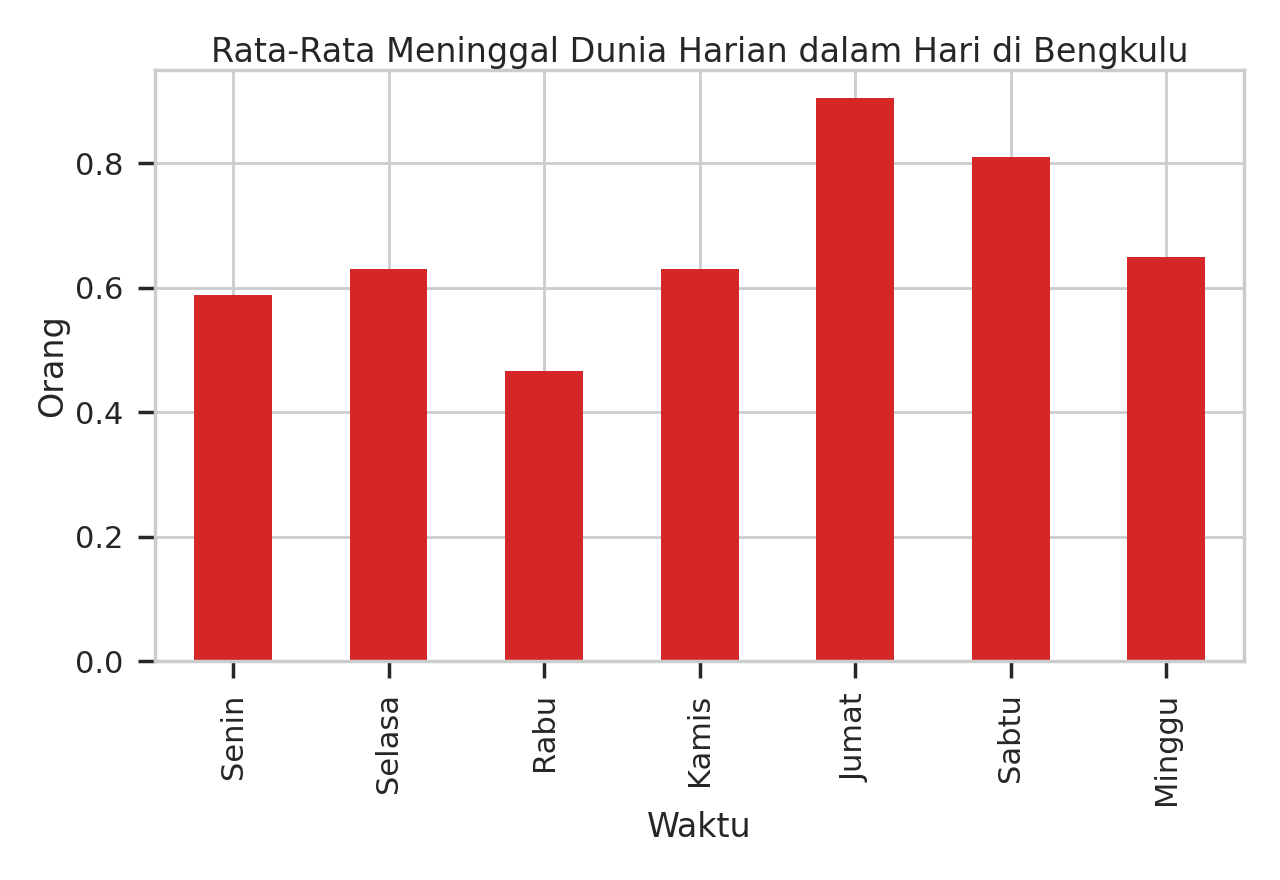 Rata-Rata Meninggal Dunia Harian dalam Hari di Bengkulu
Orang
0.8
0.6
0.4
0.2
0.0
Senin
Selasa
Rabu
Kamis
Jumat
Sabtu
Minggu
Waktu